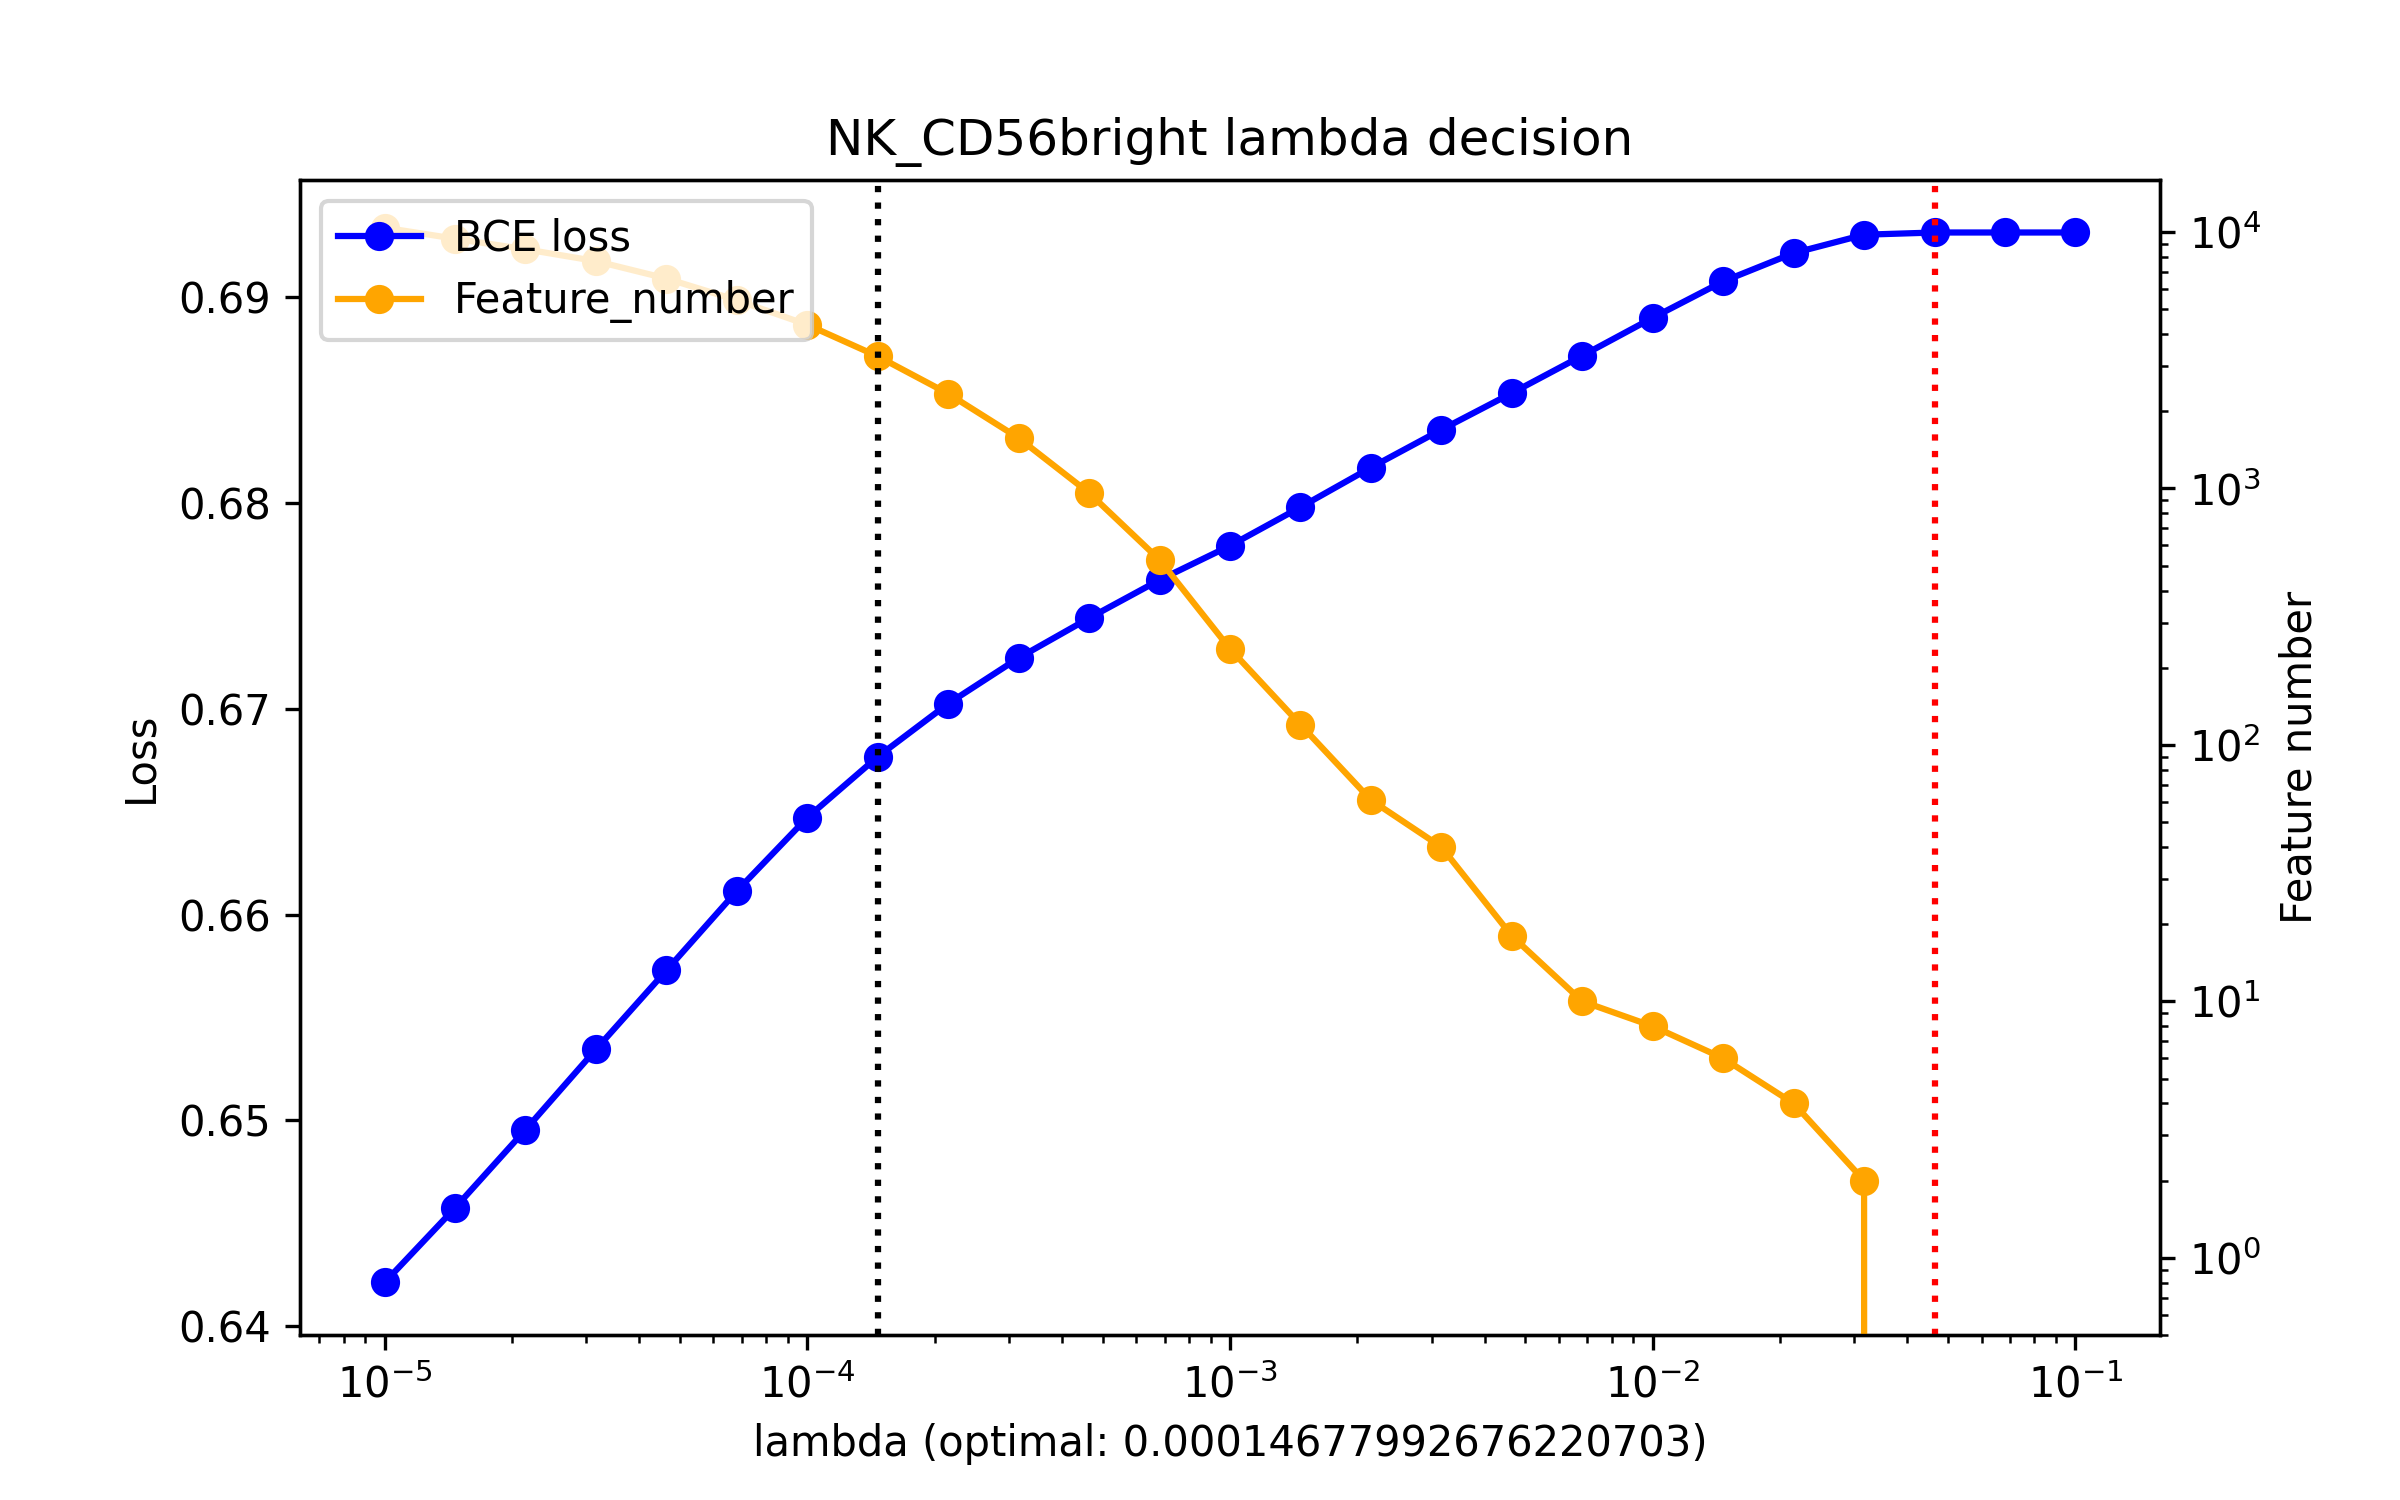 NK_CD56bright lambda decision
BCE loss
Feature_number
0.69
0.68
0.67
0.66
0.65
0.64
Loss
10⁴
10³
10²
10¹
10⁰
Feature number
10⁻⁵
10⁻⁴
10⁻³
10⁻²
10⁻¹
lambda (optimal: 0.00014677992676220703)